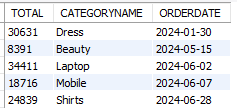 TOTAL CATEGORYNAME ORDERDATE
30631 Dress 2024-01-30
8391 Beauty 2024-05-15
34411 Laptop 2024-06-02
18716 Mobile 2024-06-07
24839 Shirts 2024-06-28